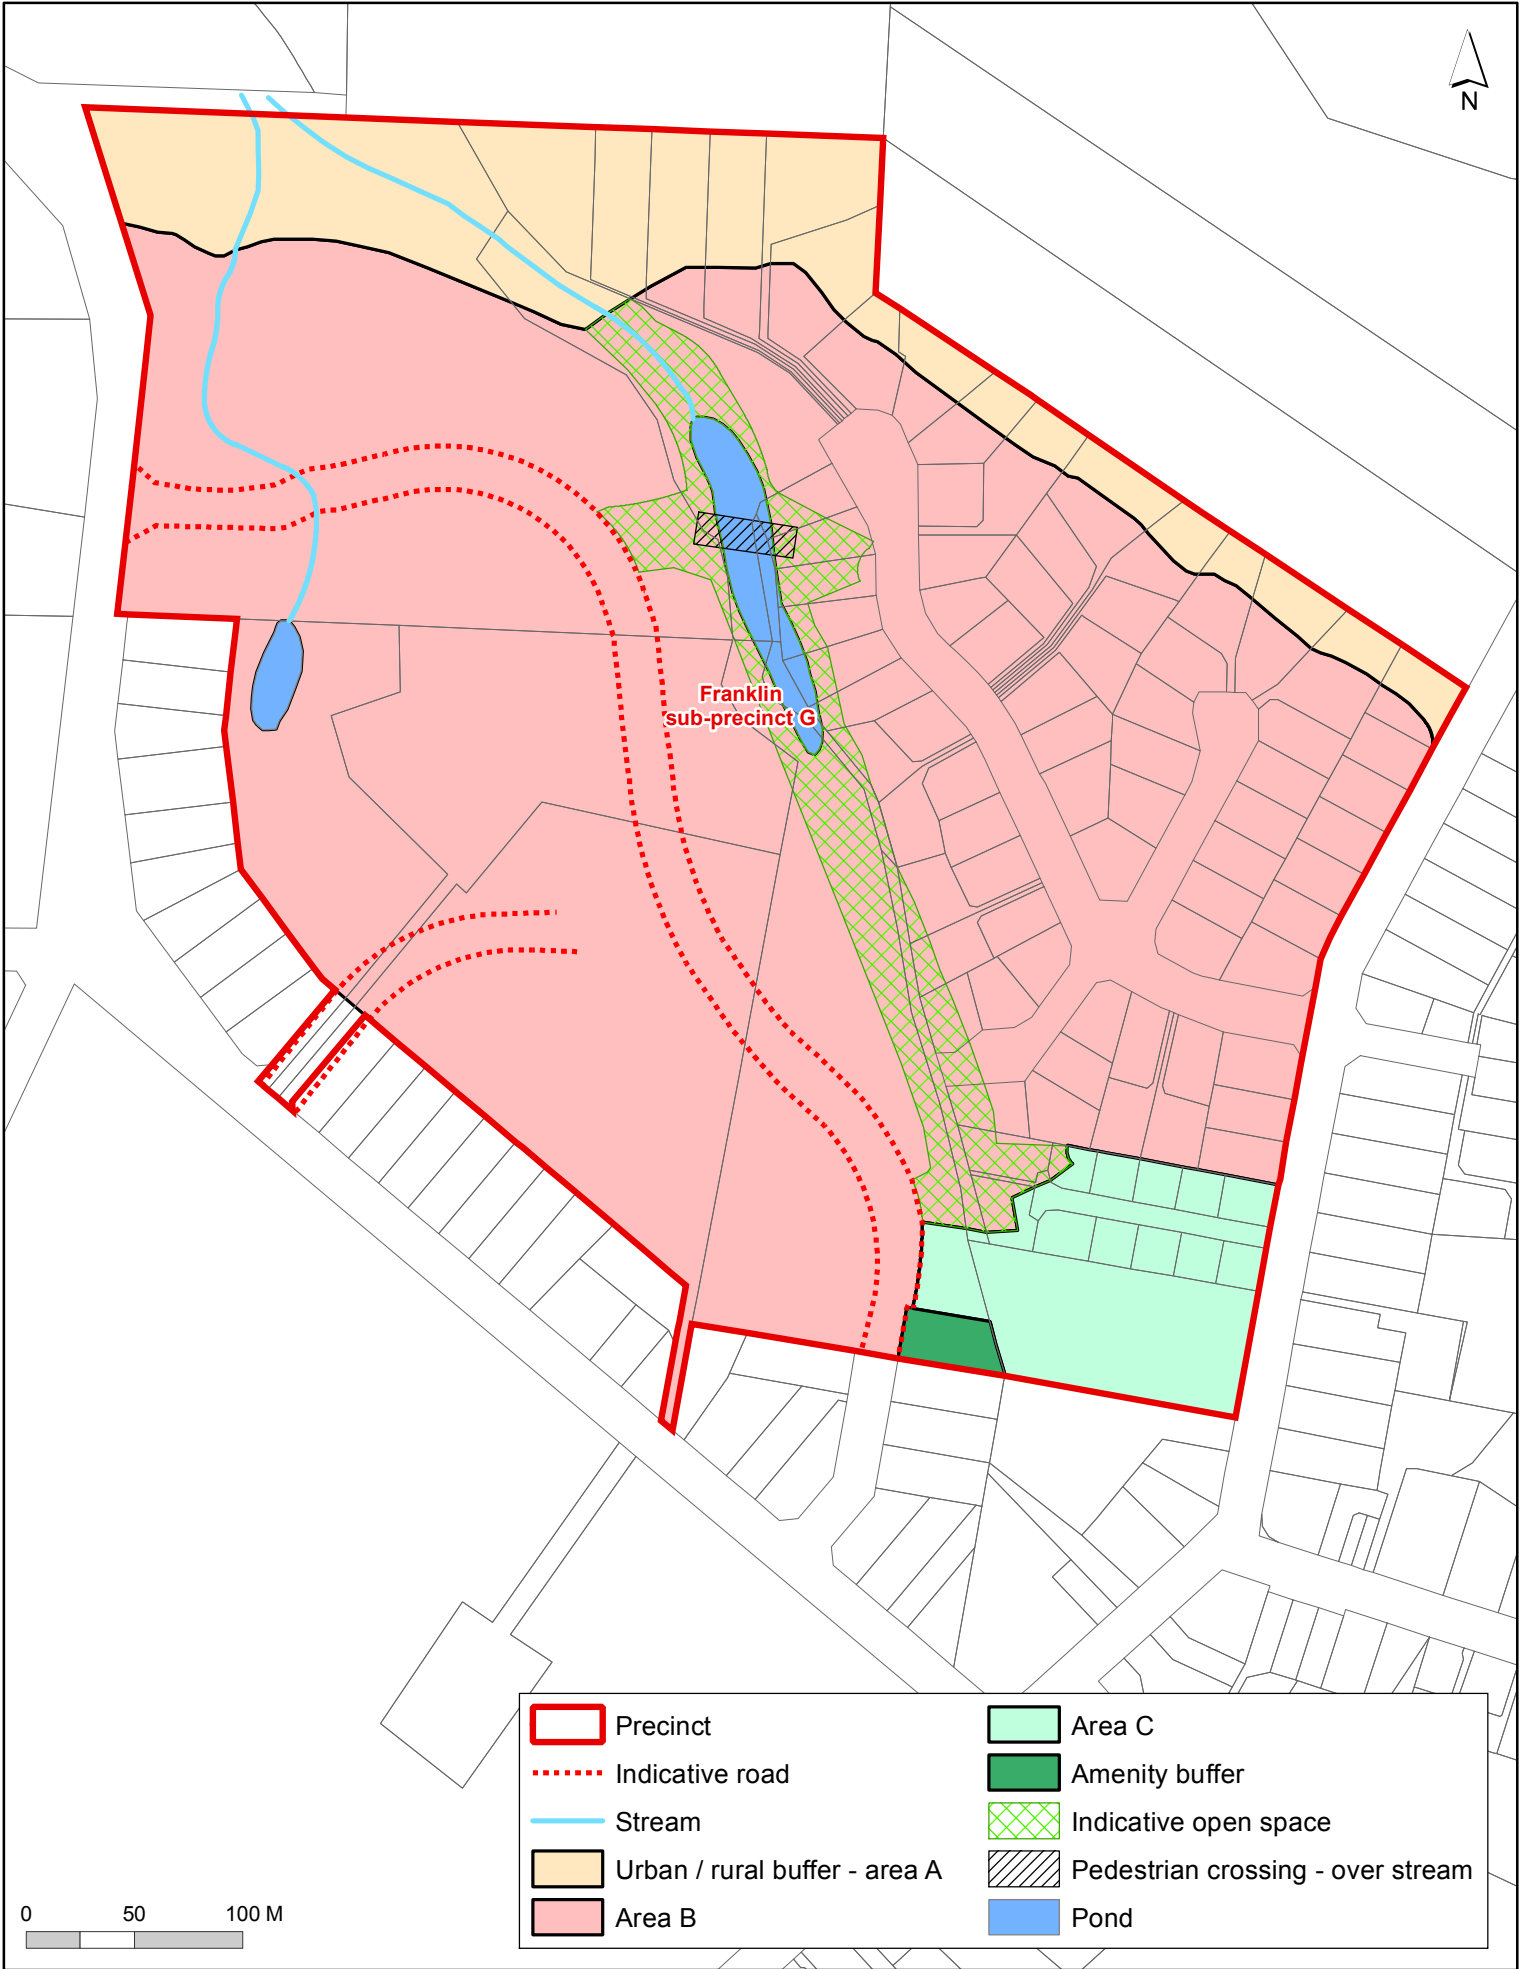 N
Franklin
sub-precinct G
Precinct
Indicative road
Stream
Urban / rural buffer - area A
Area B
Area C
Amenity buffer
Indicative open space
Pedestrian crossing - over stream
Pond
0 50 100 M